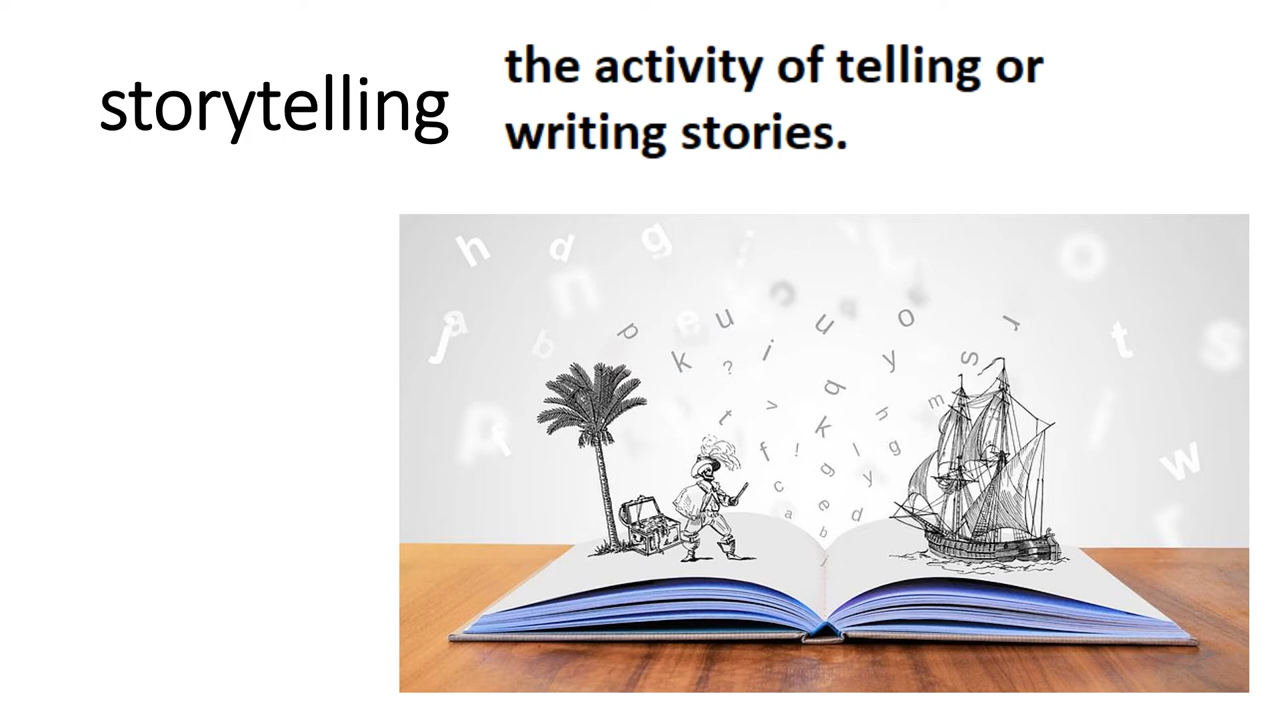 storytelling
the activity of telling or
writing stories.